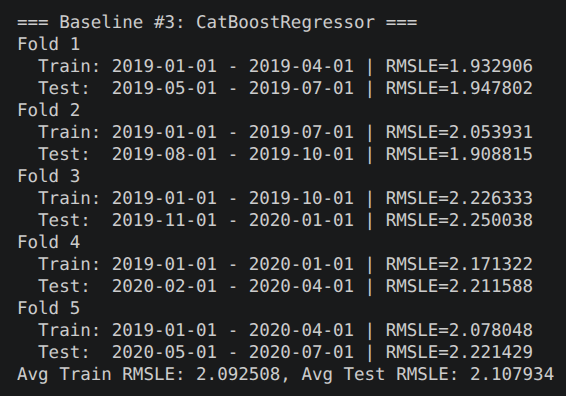 === Baseline #3: CatBoostRegressor ===
Fold 1
  Train: 2019-01-01 - 2019-04-01 | RMSLE=1.932906
  Test:  2019-05-01 - 2019-07-01 | RMSLE=1.947802
Fold 2
  Train: 2019-01-01 - 2019-07-01 | RMSLE=2.053931
  Test:  2019-08-01 - 2019-10-01 | RMSLE=1.908815
Fold 3
  Train: 2019-01-01 - 2019-10-01 | RMSLE=2.226333
  Test:  2019-11-01 - 2020-01-01 | RMSLE=2.250038
Fold 4
  Train: 2019-01-01 - 2020-01-01 | RMSLE=2.171322
  Test:  2020-02-01 - 2020-04-01 | RMSLE=2.211588
Fold 5
  Train: 2019-01-01 - 2020-04-01 | RMSLE=2.078048
  Test:  2020-05-01 - 2020-07-01 | RMSLE=2.221429
Avg Train RMSLE: 2.092508, Avg Test RMSLE: 2.107934